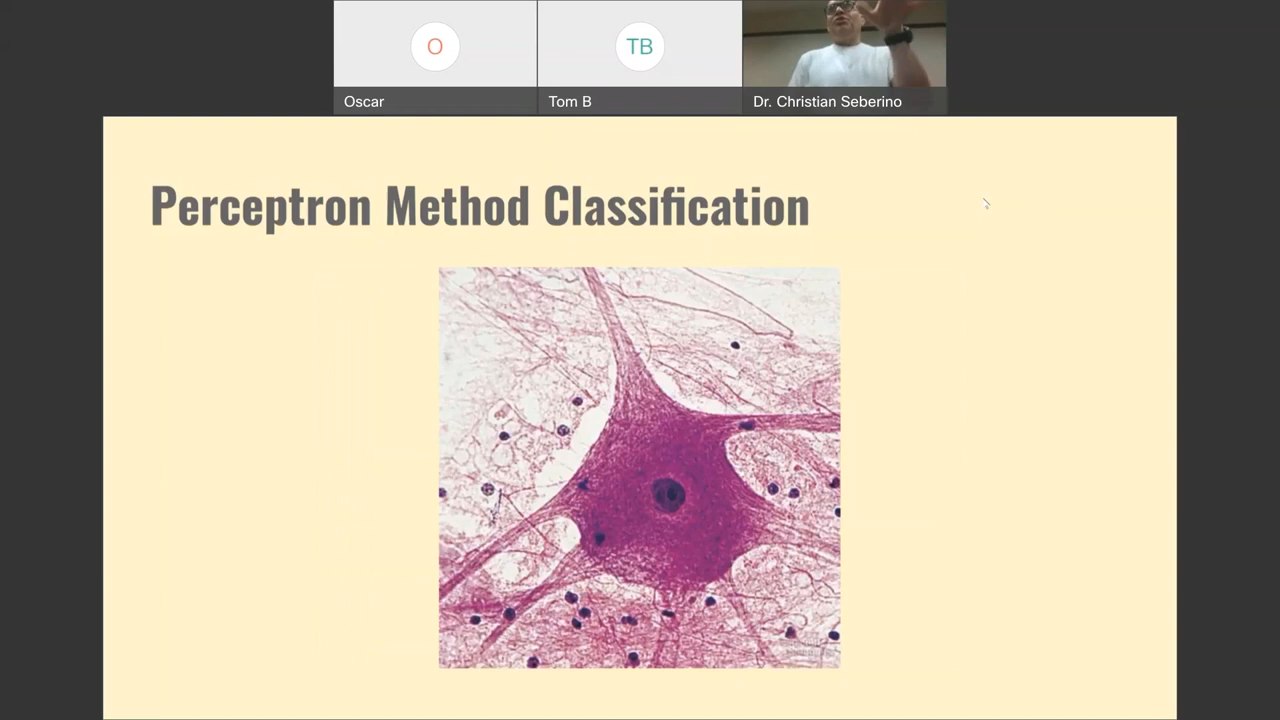 O
TB
Oscar
Tom B
Dr. Christian Seberino
Perceptron Method Classification